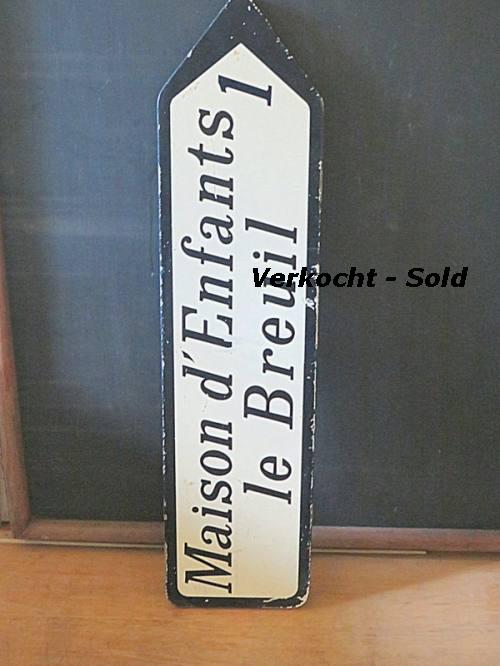 Maison d'Enfants 1
le Breuil
Verkocht - Sold